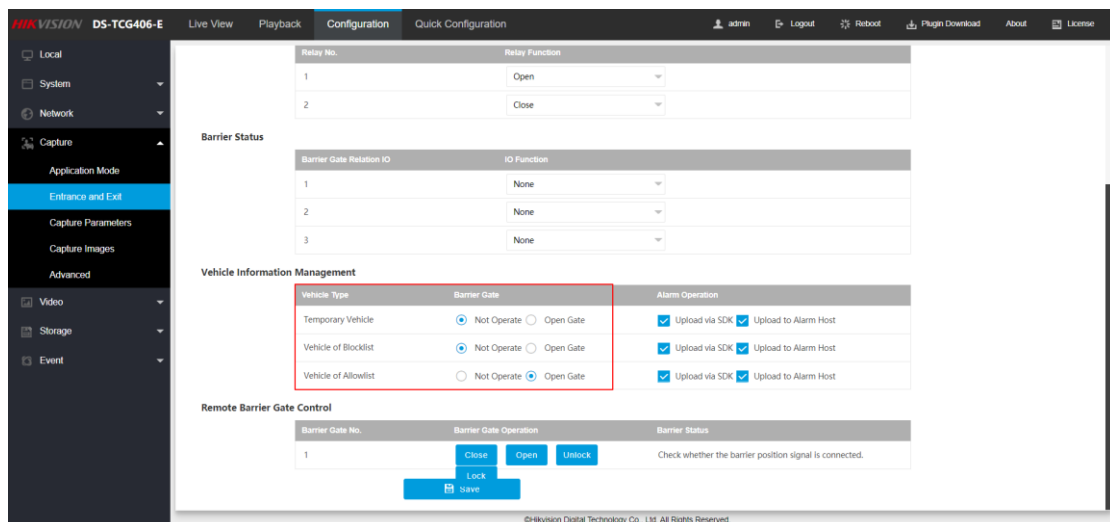 HIKVISION DS-TCG406-E Live View Playback Configuration Quick Configuration admin Logout Reboot Plugin Download About License
Local
System
Network
Capture
Application Mode
Entrance and Exit
Capture Parameters
Capture Images
Advanced
Video
Storage
Event
Relay No. Relay Function
1 Open
2 Close
Barrier Status
Barrier Gate Relation IO IO Function
1 None
2 None
3 None
Vehicle Information Management
Vehicle Type Barrier Gate Alarm Operation
Temporary Vehicle Not Operate Open Gate Upload via SDK Upload to Alarm Host
Vehicle of Blocklist Not Operate Open Gate Upload via SDK Upload to Alarm Host
Vehicle of Allowlist Not Operate Open Gate Upload via SDK Upload to Alarm Host
Remote Barrier Gate Control
Barrier Gate No. Barrier Gate Operation Barrier Status
1 Close Open Unlock Check whether the barrier position signal is connected.
Lock
Save
©Hikvision Digital Technology Co., Ltd. All Rights Reserved.